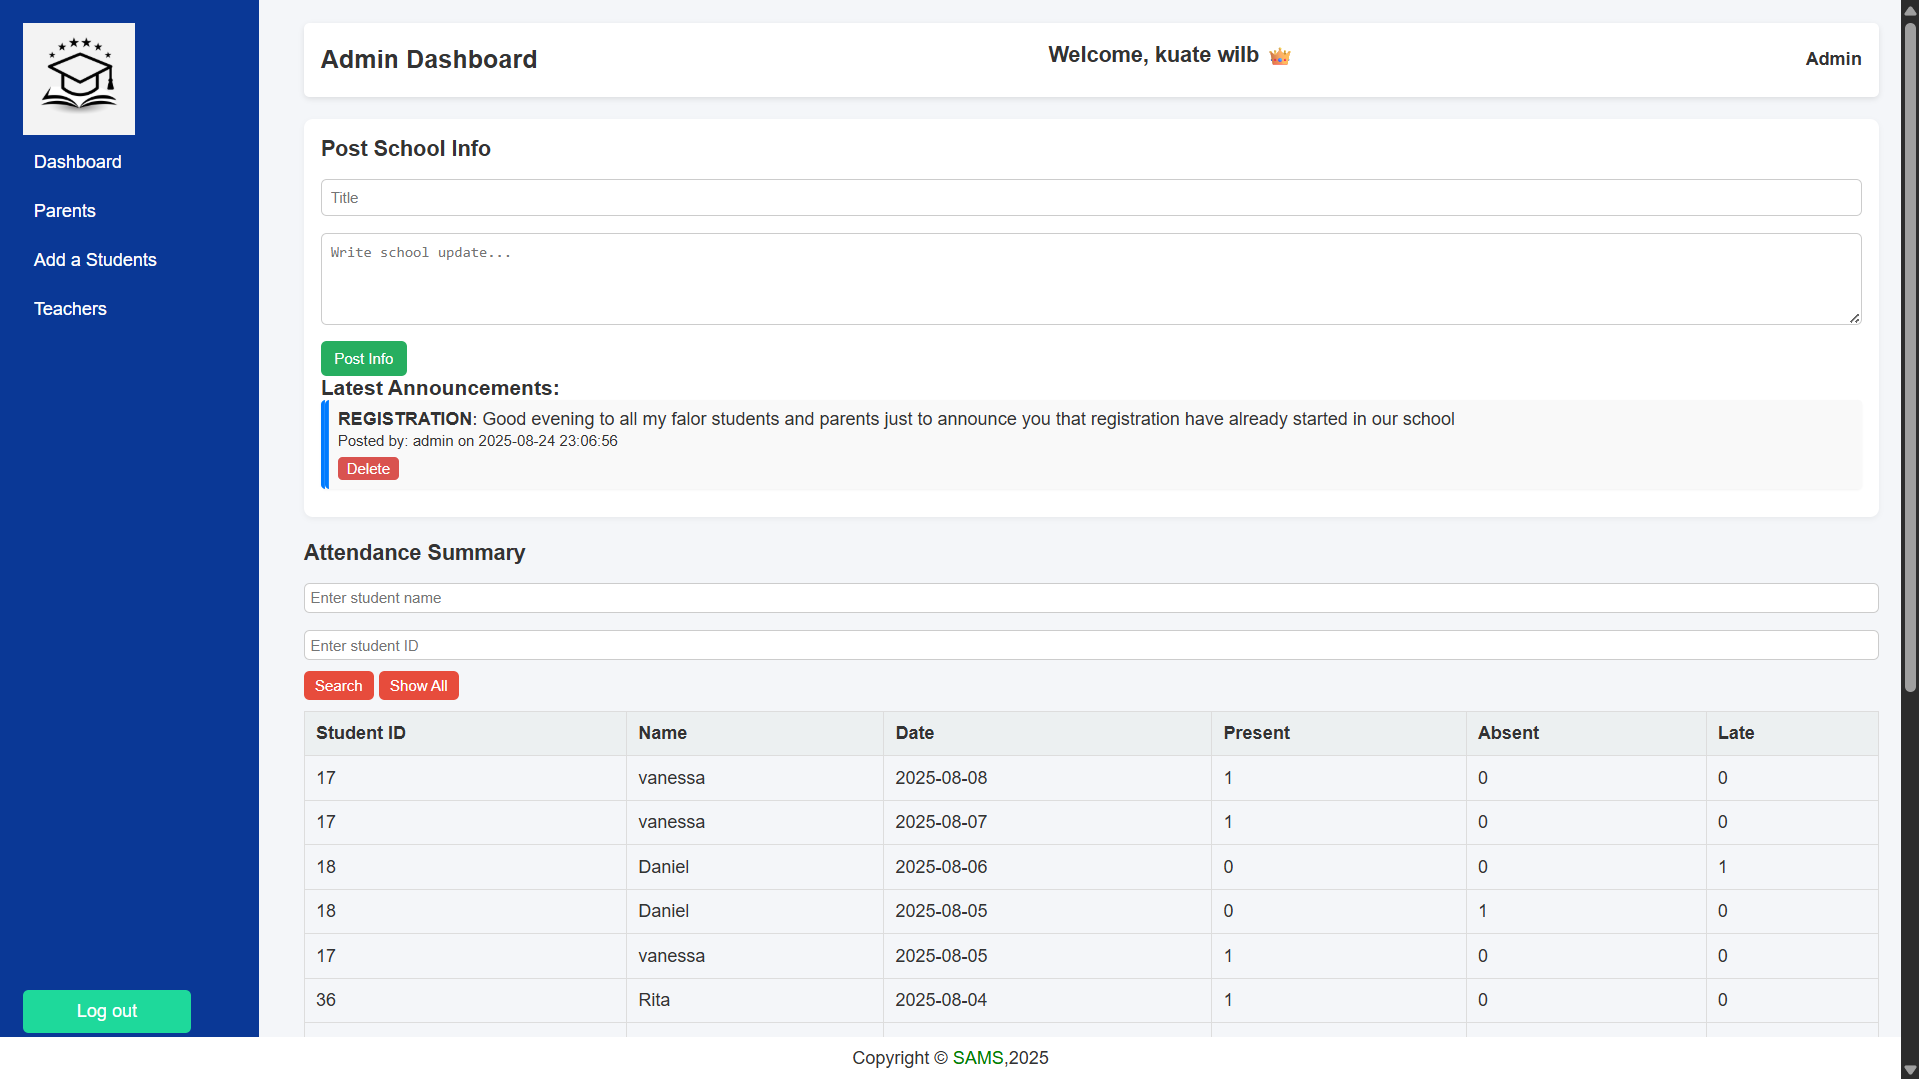 Dashboard
Parents
Add a Students
Teachers
Log out
Admin Dashboard
Welcome, kuate wilb 👑
Admin
Post School Info
Title
Write school update...
Post Info
Latest Announcements:
REGISTRATION: Good evening to all my falor students and parents just to announce you that registration have already started in our school
Posted by: admin on 2025-08-24 23:06:56
Delete
Attendance Summary
Enter student name
Enter student ID
Search Show All
Student ID Name Date Present Absent Late
17 vanessa 2025-08-08 1 0 0
17 vanessa 2025-08-07 1 0 0
18 Daniel 2025-08-06 0 0 1
18 Daniel 2025-08-05 0 1 0
17 vanessa 2025-08-05 1 0 0
36 Rita 2025-08-04 1 0 0
Copyright © SAMS,2025